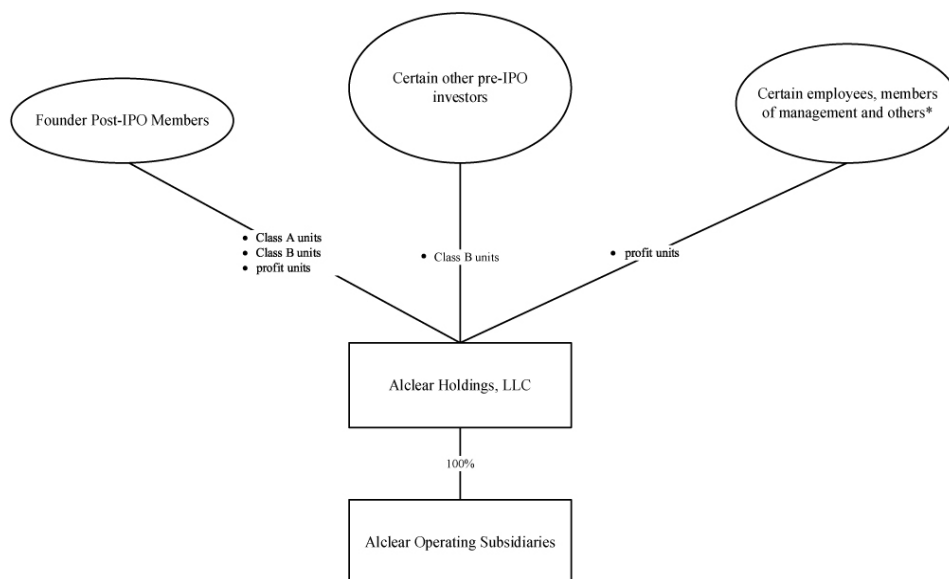 Certain other pre-IPO
investors
Founder Post-IPO Members
Certain employees, members
of management and others*
• Class A units
• Class B units
• profit units
• Class B units
• profit units
Alclear Holdings, LLC
100%
Alclear Operating Subsidiaries